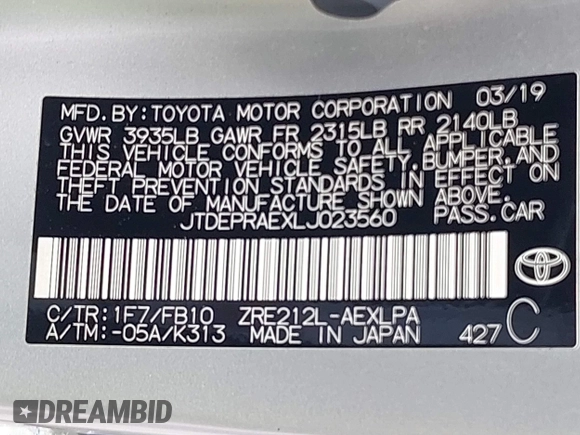 MFD. BY: TOYOTA MOTOR CORPORATION 03/19
GVWR 3935LB GAWR FR 2315LB RR 2140LB
THIS VEHICLE CONFORMS TO ALL APPLICABLE
FEDERAL MOTOR VEHICLE SAFETY, BUMPER, AND
THEFT PREVENTION STANDARDS IN EFFECT ON
THE DATE OF MANUFACTURE SHOWN ABOVE.
JTDEPRAEXLJ023560 PASS. CAR
C/TR: 1F7/FB10 ZRE212L-AEXLPA
A/TM: -05A/K313 MADE IN JAPAN 427 C
DREAMBID